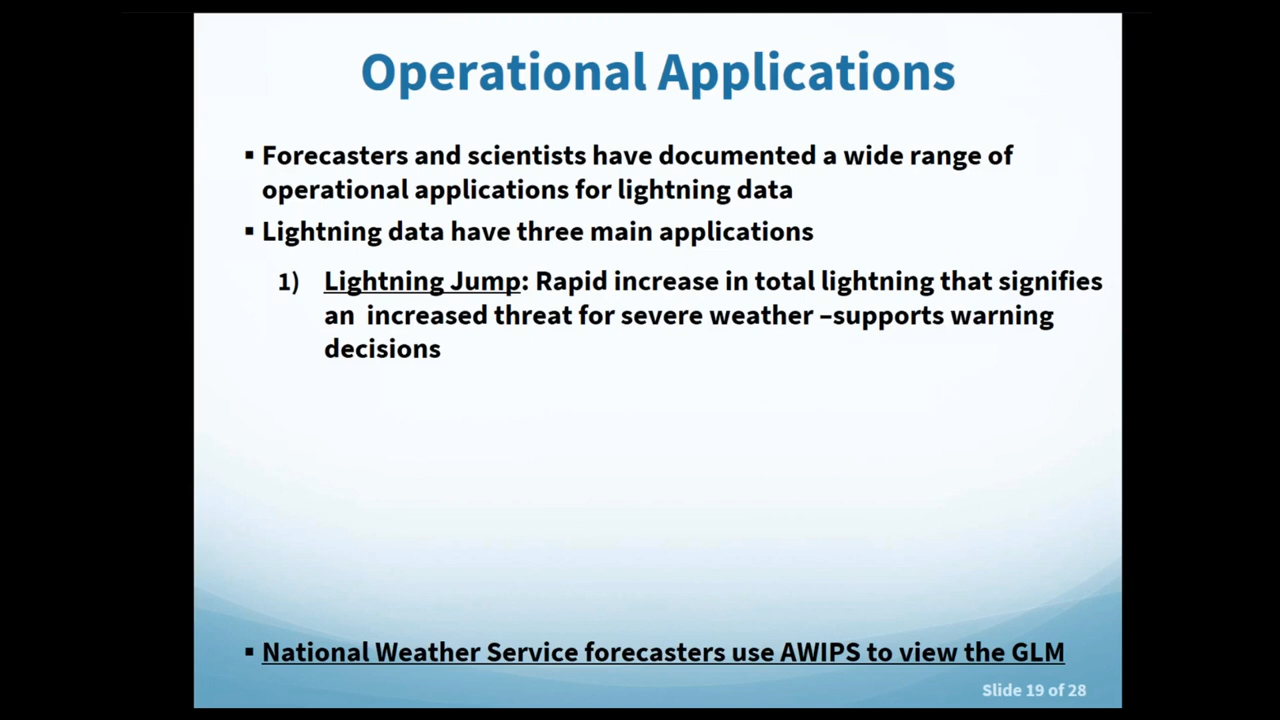 Operational Applications
▪ Forecasters and scientists have documented a wide range of
operational applications for lightning data
▪ Lightning data have three main applications
1) Lightning Jump: Rapid increase in total lightning that signifies
an  increased threat for severe weather –supports warning
decisions
▪ National Weather Service forecasters use AWIPS to view the GLM
Slide 19 of 28